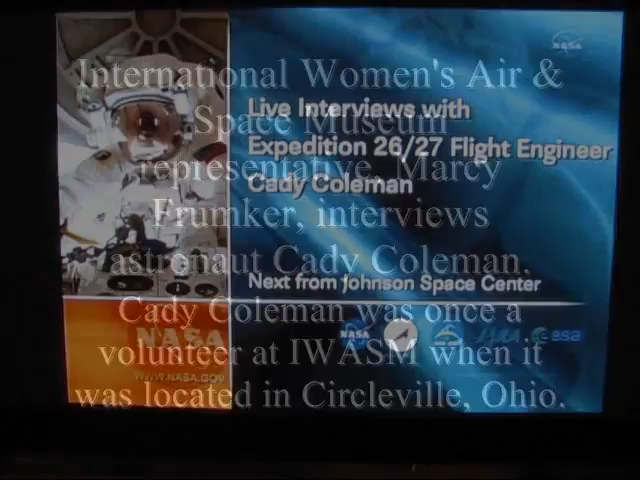 NASA
International Women's Air &
Live Interviews with
Space Museum
Expedition 26/27 Flight Engineer
representative, Marcy
Cady Coleman
Frumker, interviews
astronaut Cady Coleman.
Next from Johnson Space Center
Cady Coleman was once a
NASA
NASA
esa
volunteer at IWASM when it
WWW.NASA.GOV
was located in Circleville, Ohio.